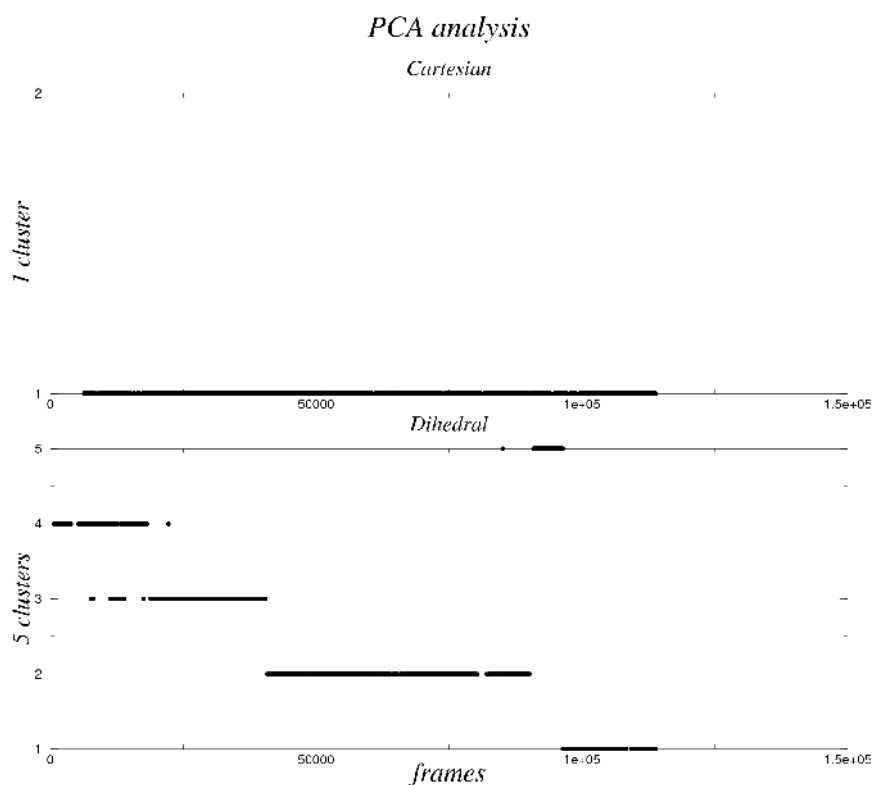 PCA analysis
Cartesian
2
1 cluster
1
0 50000 1e+05 1.5e+05
Dihedral
5
4
5 clusters
3
2
1
0 50000 1e+05 1.5e+05
frames